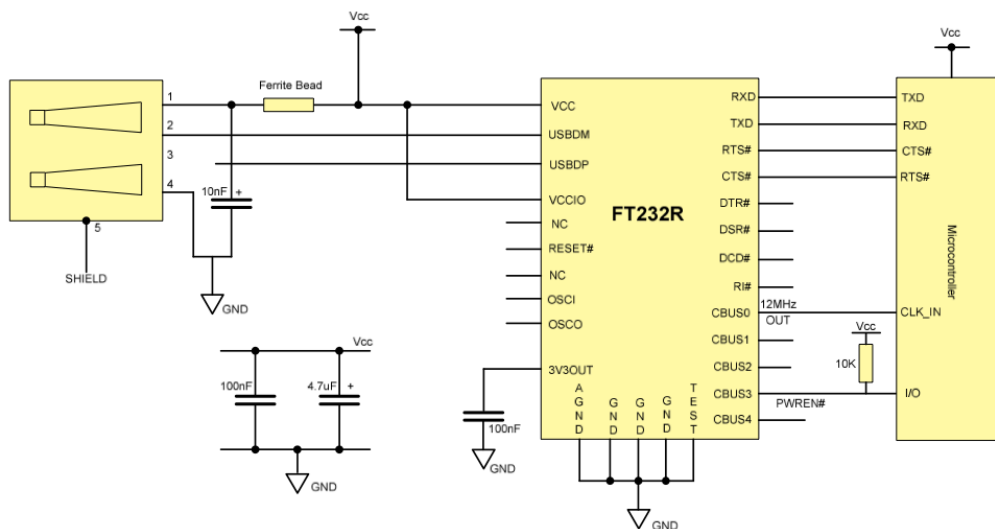 Vcc
Ferrite Bead
1
2
3
4
5
10nF +
SHIELD
GND
Vcc
100nF
4.7uF +
GND
VCC
USBDM
USBDP
VCCIO
NC
RESET#
NC
OSCI
OSCO
3V3OUT
100nF
GND
FT232R
AGND
GND
GND
GND
TEST
GND
RXD
TXD
RTS#
CTS#
DTR#
DSR#
DCD#
RI#
CBUS0
CBUS1
CBUS2
CBUS3
CBUS4
12MHz
OUT
Vcc
10K
PWREN#
Vcc
TXD
RXD
CTS#
RTS#
Microcontroller
CLK_IN
I/O